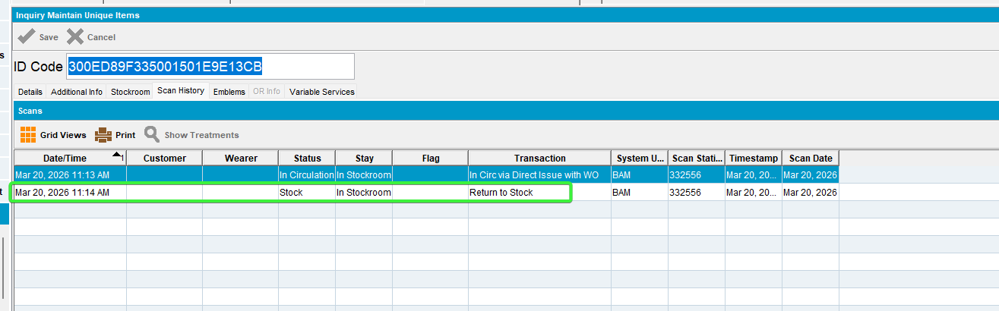 Inquiry Maintain Unique Items
Save Cancel
ID Code 300ED89F335001501E9E13CB
Details Additional Info Stockroom Scan History Emblems OR Info Variable Services
Scans
Grid Views Print Show Treatments
Date/Time 1 Customer Wearer Status Stay Flag Transaction System U... Scan Stati... Timestamp Scan Date
Mar 20, 2026 11:13 AM In Circulation In Stockroom In Circ via Direct Issue with WO BAM 332556 Mar 20, 20... Mar 20, 2026
Mar 20, 2026 11:14 AM Stock In Stockroom Return to Stock BAM 332556 Mar 20, 20... Mar 20, 2026